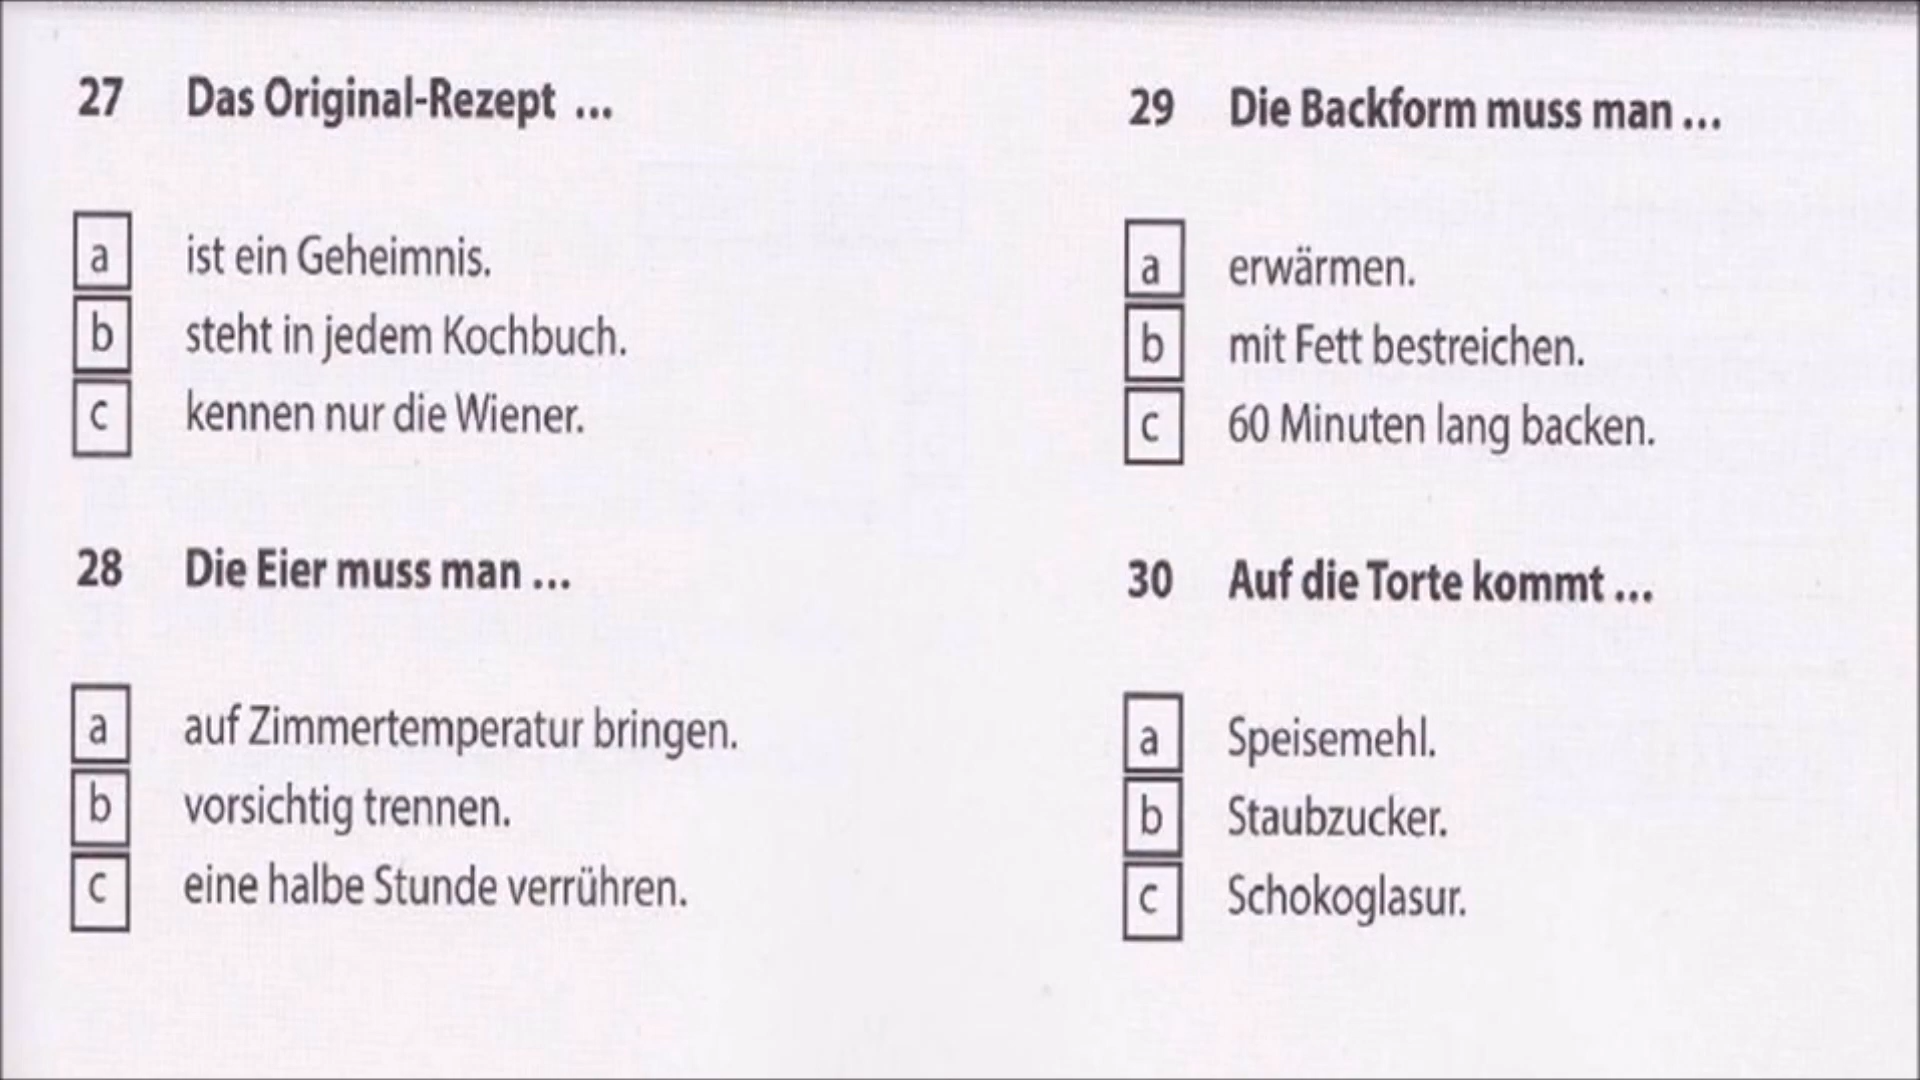 27 Das Original-Rezept ...
a ist ein Geheimnis.
b steht in jedem Kochbuch.
c kennen nur die Wiener.
28 Die Eier muss man ...
a auf Zimmertemperatur bringen.
b vorsichtig trennen.
c eine halbe Stunde verrühren.
29 Die Backform muss man ...
a erwärmen.
b mit Fett bestreichen.
c 60 Minuten lang backen.
30 Auf die Torte kommt ...
a Speisemehl.
b Staubzucker.
c Schokoglasur.